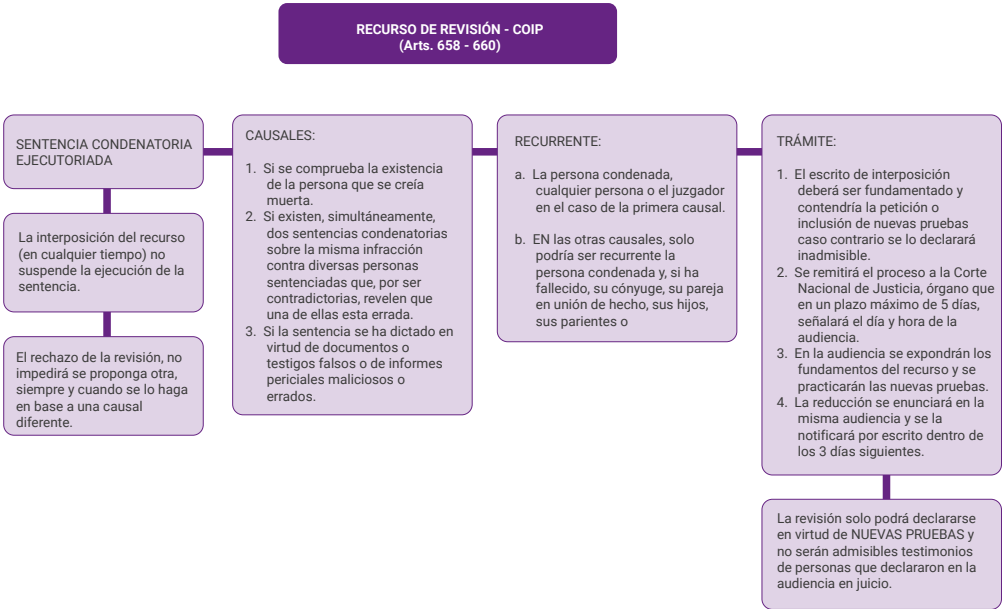 RECURSO DE REVISIÓN - COIP
(Arts. 658 - 660)
SENTENCIA CONDENATORIA
EJECUTORIADA
La interposición del recurso
(en cualquier tiempo) no
suspende la ejecución de la
sentencia.
El rechazo de la revisión, no
impedirá se proponga otra,
siempre y cuando se lo haga
en base a una causal
diferente.
CAUSALES:
1. Si se comprueba la existencia
de la persona que se creía
muerta.
2. Si existen, simultáneamente,
dos sentencias condenatorias
sobre la misma infracción
contra diversas personas
sentenciadas que, por ser
contradictorias, revelen que
una de ellas esta errada.
3. Si la sentencia se ha dictado en
virtud de documentos o
testigos falsos o de informes
periciales maliciosos o
errados.
RECURRENTE:
a. La persona condenada,
cualquier persona o el juzgador
en el caso de la primera causal.
b. EN las otras causales, solo
podría ser recurrente la
persona condenada y, si ha
fallecido, su cónyuge, su pareja
en unión de hecho, sus hijos,
sus parientes o
TRÁMITE:
1. El escrito de interposición
deberá ser fundamentado y
contendría la petición o
inclusión de nuevas pruebas
caso contrario se lo declarará
inadmisible.
2. Se remitirá el proceso a la Corte
Nacional de Justicia, órgano que
en un plazo máximo de 5 días,
señalará el día y hora de la
audiencia.
3. En la audiencia se expondrán los
fundamentos del recurso y se
practicarán las nuevas pruebas.
4. La reducción se enunciará en la
misma audiencia y se la
notificará por escrito dentro de
los 3 días siguientes.
La revisión solo podrá declararse
en virtud de NUEVAS PRUEBAS y
no serán admisibles testimonios
de personas que declararon en la
audiencia en juicio.